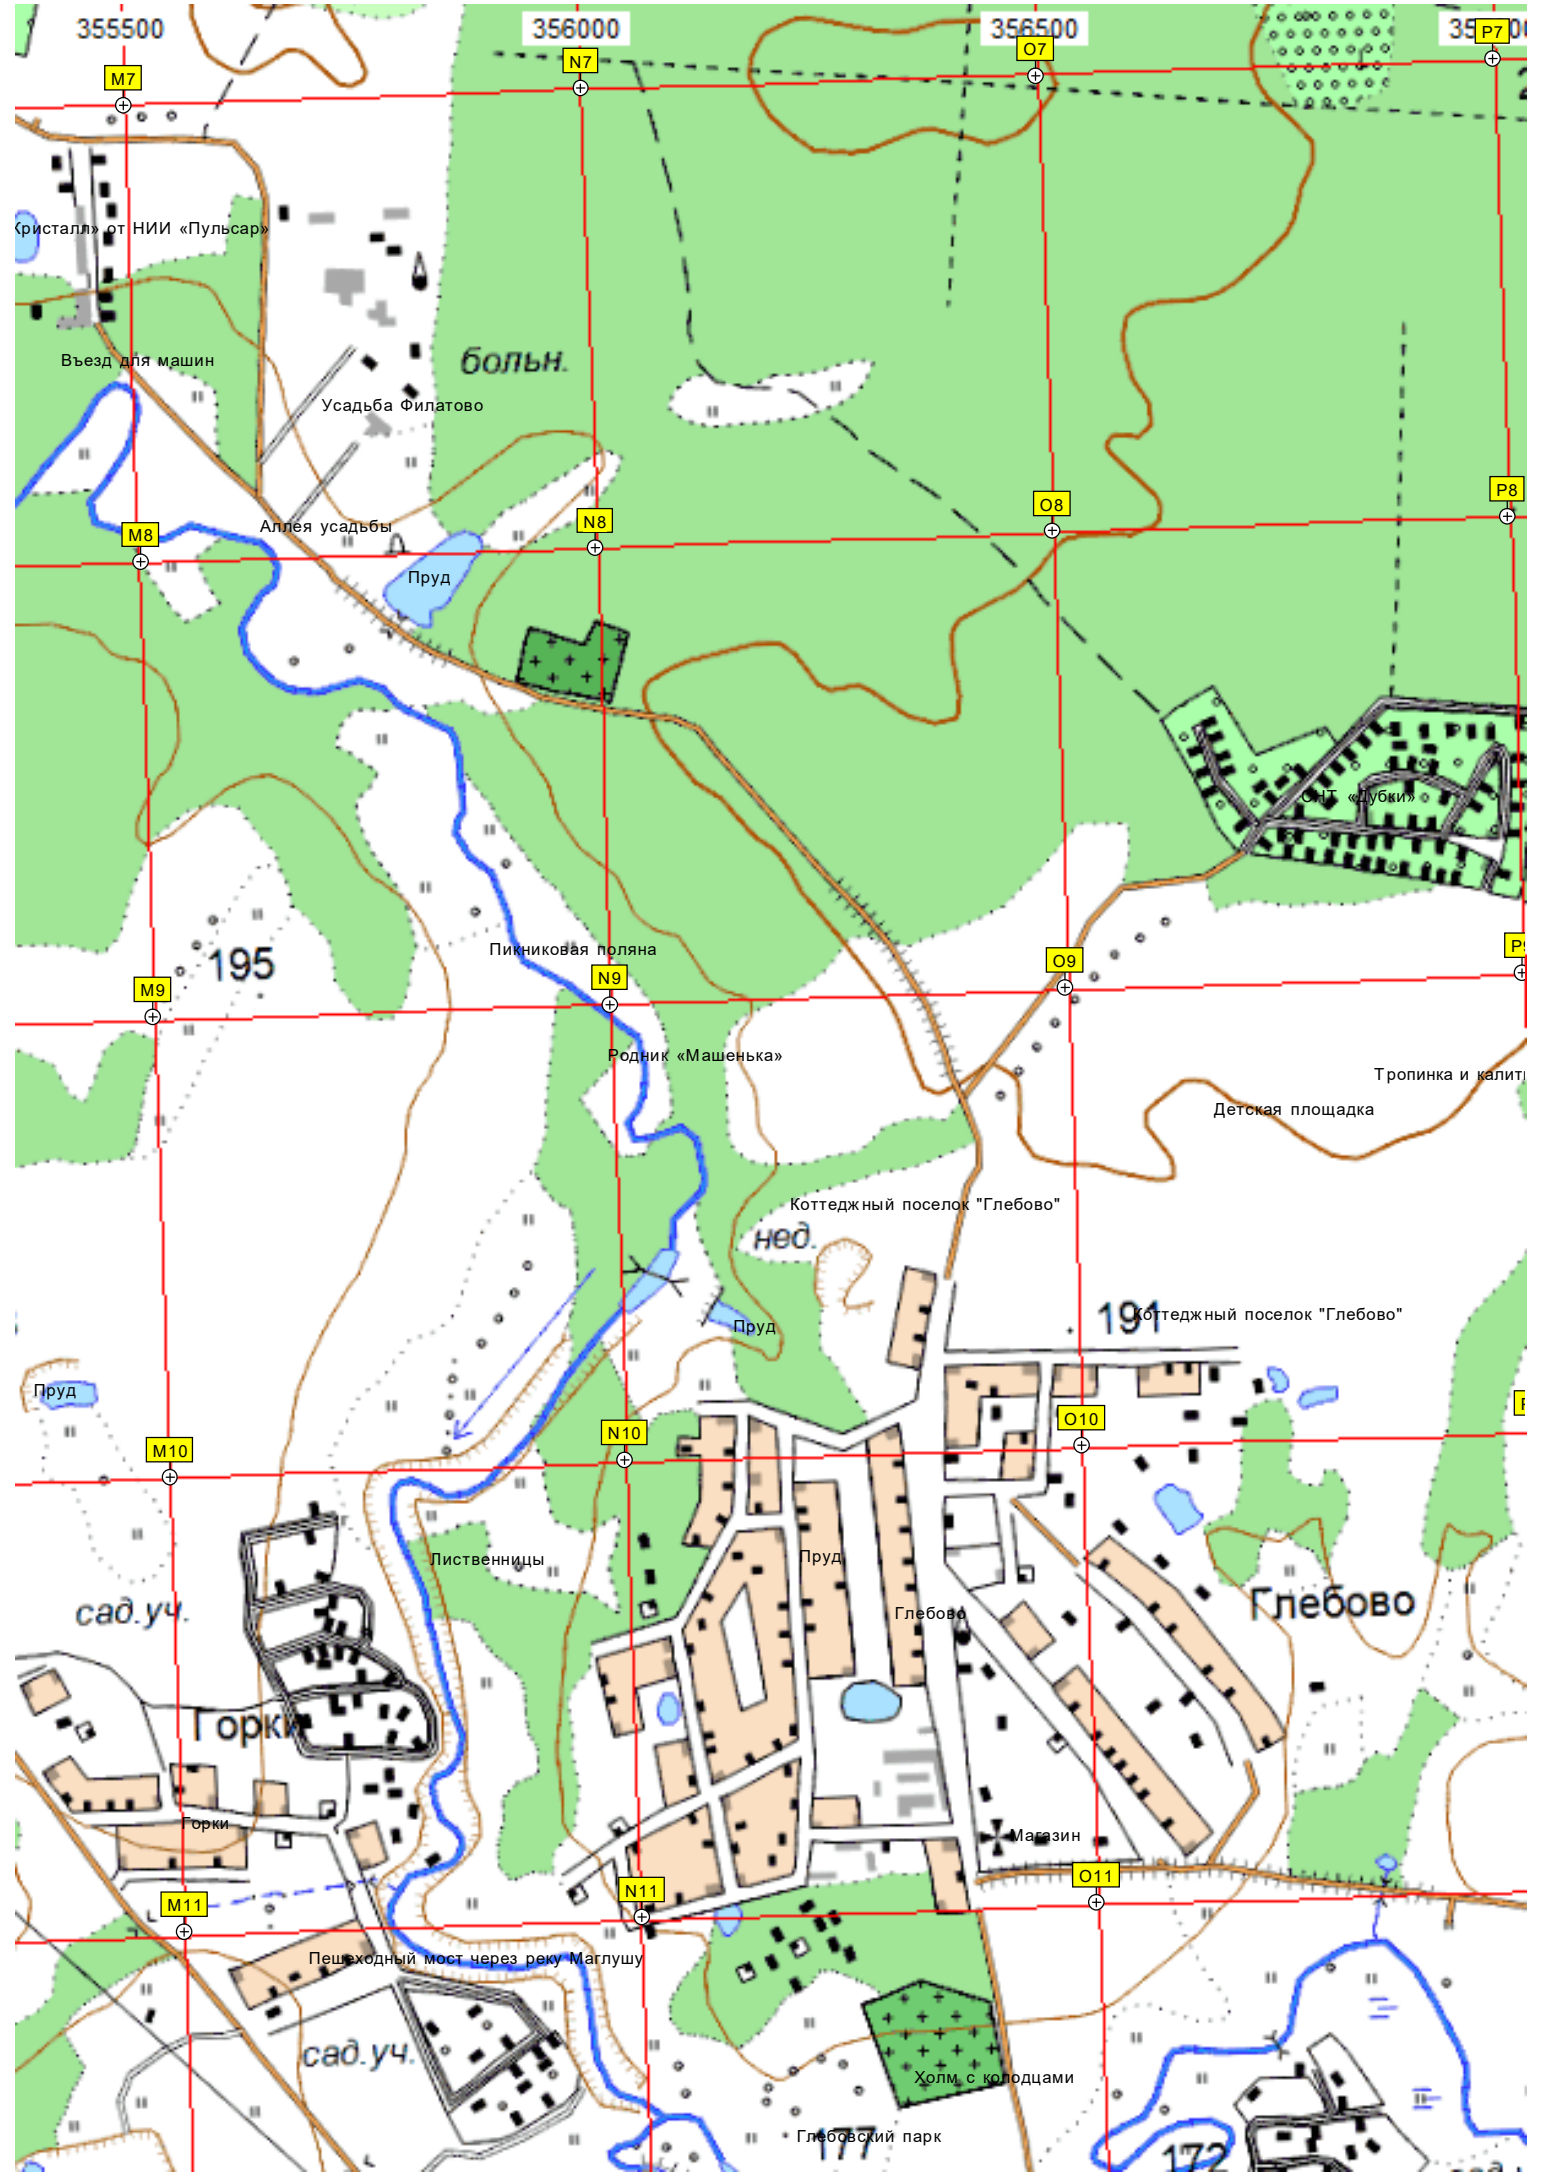 355500
356000
356500
P7
O7
N7
M7
Кристалл» от НИИ «Пульсар»
Въезд для машин
больн.
Усадьба Филатово
P8
O8
N8
M8
Аллея усадьбы
Пруд
СНТ «Дубки»
195
Пикниковая поляна
O9
N9
M9
Родник «Машенька»
Детская площадка
Коттеджный поселок "Глебово"
нед.
191
Коттеджный поселок "Глебово"
Пруд
Пруд
O10
N10
M10
Лиственницы
Пруд
сад.уч.
Глебово
Глебово
Горки
Горки
Магазин
O11
N11
M11
Пешеходный мост через реку Маглушу
сад.уч.
Холм с колодцами
177
Глебовский парк
172